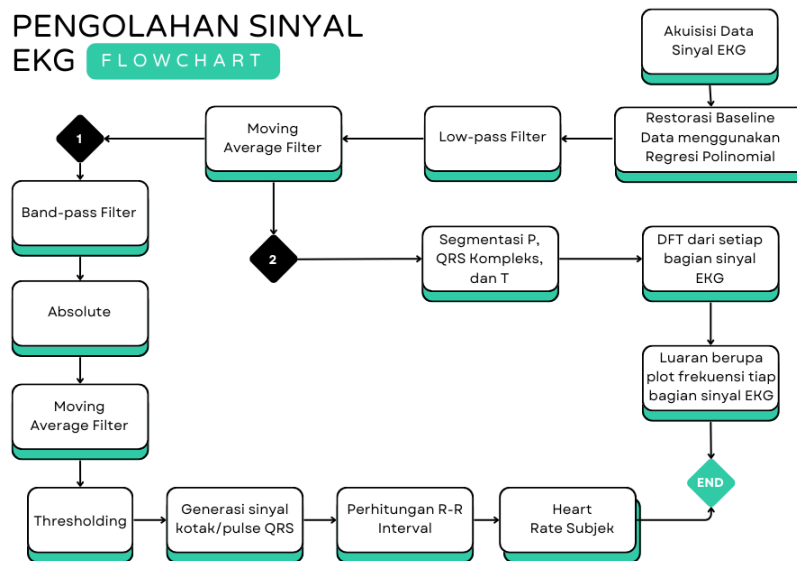 PENGOLAHAN SINYAL
EKG FLOWCHART
Akuisisi Data
Sinyal EKG
Restorasi Baseline
Data menggunakan
Regresi Polinomial
Low-pass Filter
Moving
Average Filter
1
Band-pass Filter
Absolute
Moving
Average Filter
Thresholding
Generasi sinyal
kotak/pulse QRS
Perhitungan R-R
Interval
Heart
Rate Subjek
2
Segmentasi P,
QRS Kompleks,
dan T
DFT dari setiap
bagian sinyal
EKG
Luaran berupa
plot frekuensi tiap
bagian sinyal EKG
END